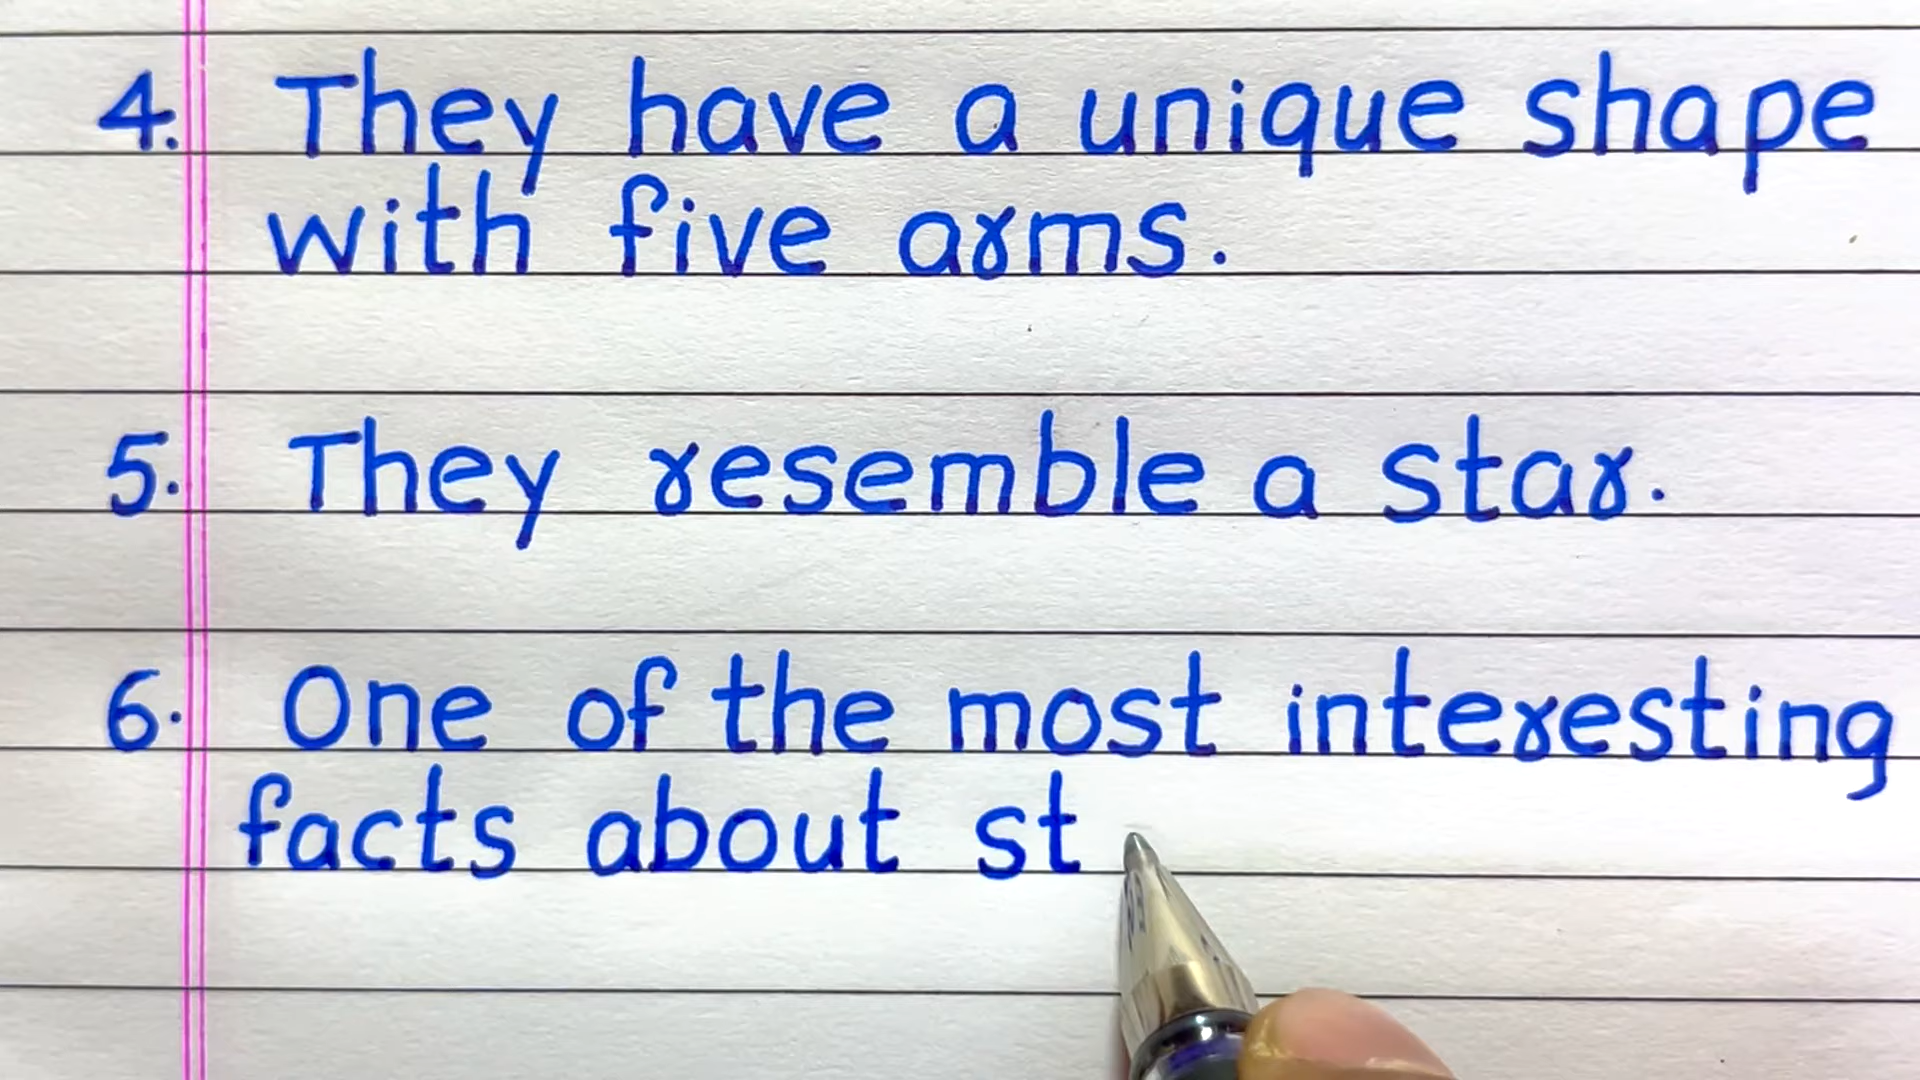 4. They have a unique shape
with five arms.
5. They resemble a star.
6. One of the most interesting
facts about st